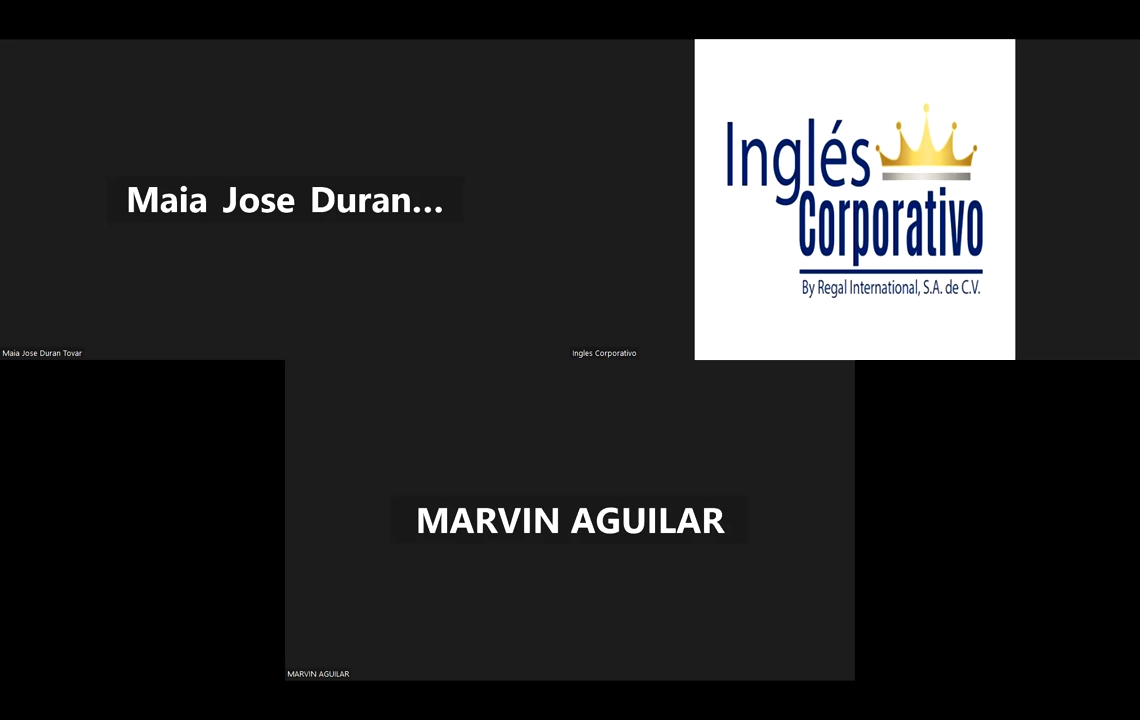 Maia Jose Duran...
Maia Jose Duran Tovar
Inglés
Corporativo
By Regal International, S.A. de C.V.
Ingles Corporativo
MARVIN AGUILAR
MARVIN AGUILAR